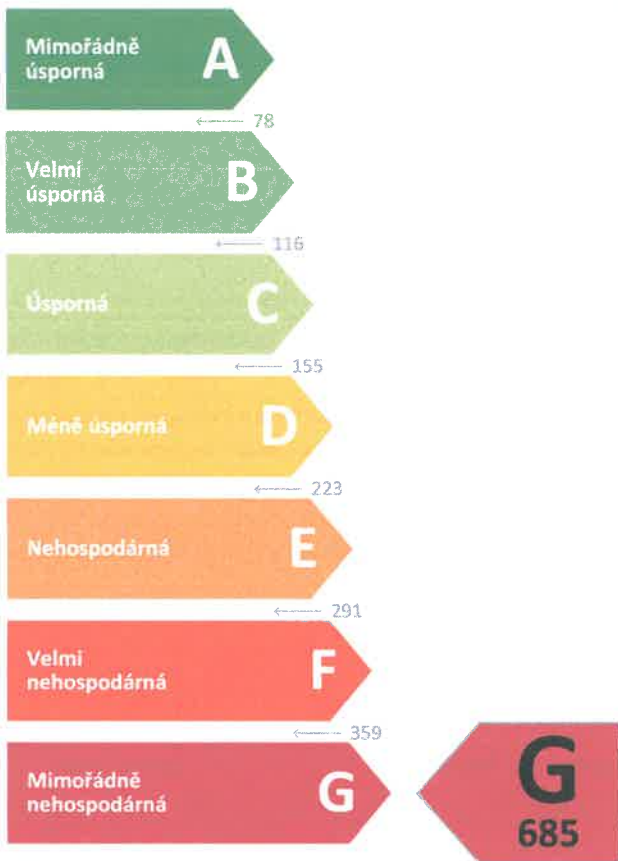 Mimořádně
úsporná
A
78
Velmi
úsporná
B
116
Úsporná
C
155
Méně úsporná
D
223
Nehospodárná
E
291
Velmi
nehospodárná
F
359
Mimořádně
nehospodárná
G
G
685